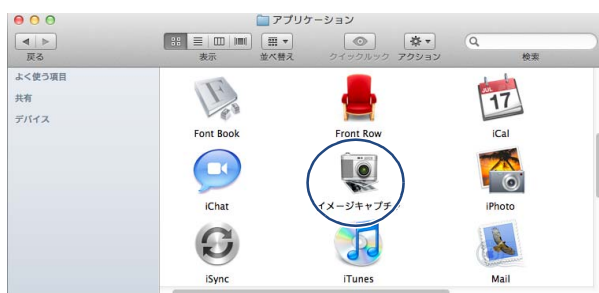 アプリケーション
戻る 表示 並べ替え クイックルック アクション 検索
よく使う項目
共有
デバイス
Font Book Front Row iCal
JUL 17
iChat イメージキャプチ iPhoto
iSync iTunes Mail